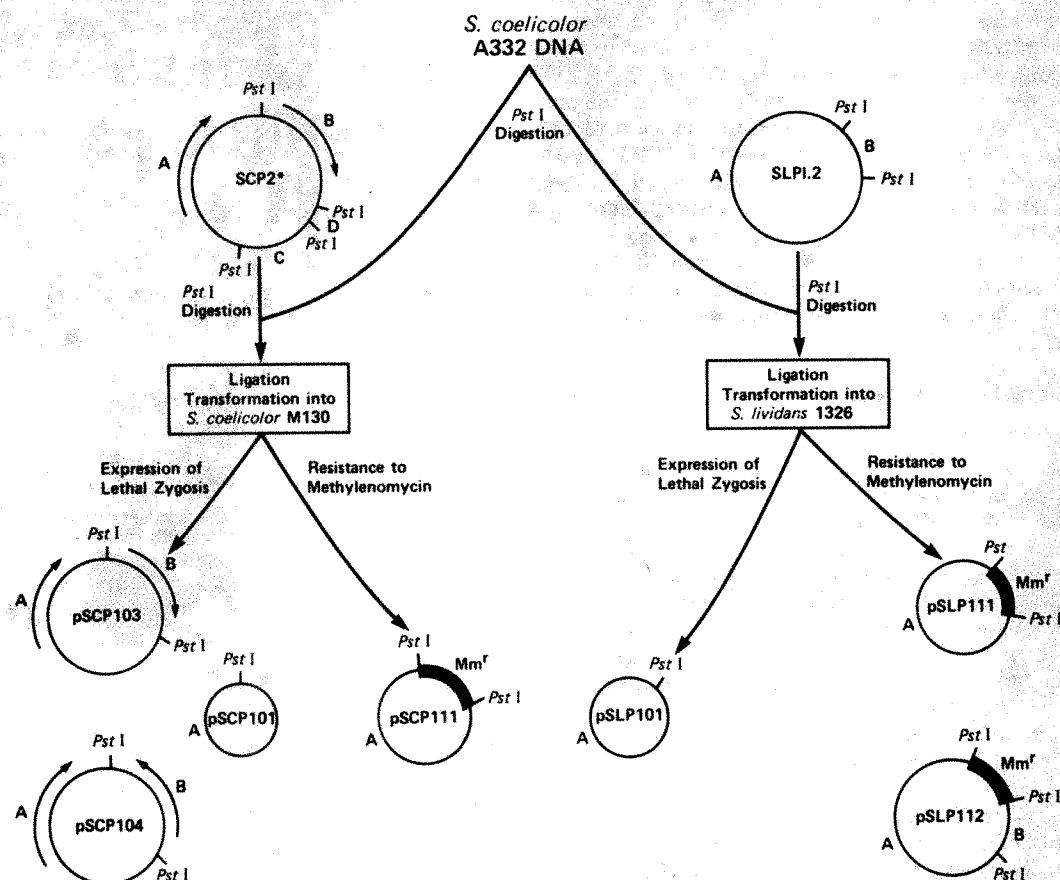 S. coelicolor
A332 DNA
Pst I
Digestion
Pst I
A
B
SCP2*
Pst I
D
Pst I
C
Pst I
Pst I
Digestion
Pst I
B
A
SLPI.2
Pst I
Pst I
Digestion
Ligation
Transformation into
S. coelicolor M130
Ligation
Transformation into
S. lividans 1326
Expression of
Lethal Zygosis
Resistance to
Methylenomycin
Expression of
Lethal Zygosis
Resistance to
Methylenomycin
Pst I
B
A
pSCP103
Pst I
Pst I
pSCP101
A
Pst I
Mmr
Pst I
pSCP111
A
Pst I
pSLP101
A
Pst
Mmr
pSLP111
Pst I
A
Pst I
A
B
pSCP104
Pst I
Pst I
Mmr
Pst I
pSLP112
B
A
Pst I